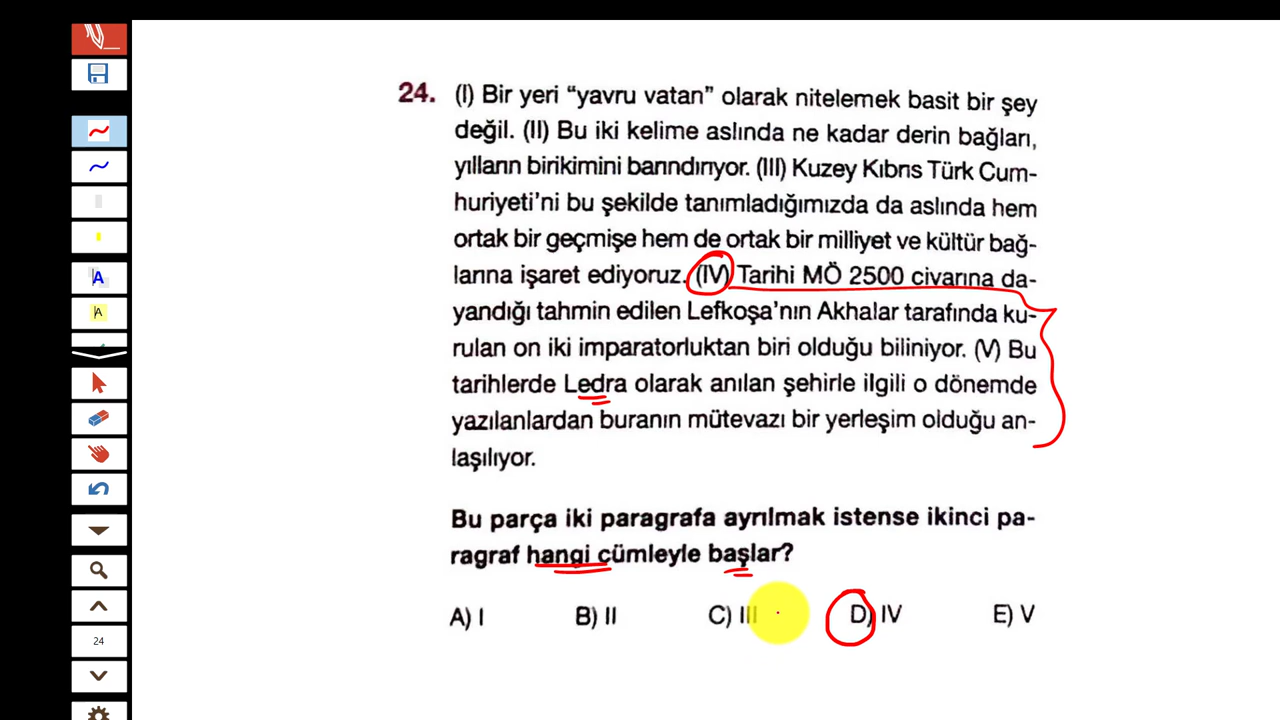 24. (I) Bir yeri “yavru vatan” olarak nitelemek basit bir şey
değil. (II) Bu iki kelime aslında ne kadar derin bağları,
yılların birikimini barındırıyor. (III) Kuzey Kıbrıs Türk Cum-
huriyeti’ni bu şekilde tanımladığımızda da aslında hem
ortak bir geçmişe hem de ortak bir milliyet ve kültür bağ-
larına işaret ediyoruz. (IV) Tarihi MÖ 2500 civarına da-
yandığı tahmin edilen Lefkoşa’nın Akhalar tarafında ku-
rulan on iki imparatorluktan biri olduğu biliniyor. (V) Bu
tarihlerde Ledra olarak anılan şehirle ilgili o dönemde
yazılanlardan buranın mütevazı bir yerleşim olduğu an-
laşılıyor.
Bu parça iki paragrafa ayrılmak istense ikinci pa-
ragraf hangi cümleyle başlar?
A) I B) II C) III D) IV E) V
A
A
24